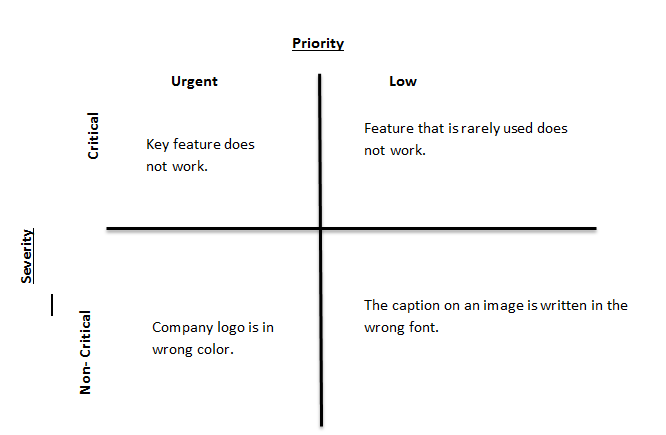 Priority
Urgent
Low
Critical
Key feature does
not work.
Feature that is rarely used does
not work.
Severity
Non- Critical
Company logo is in
wrong color.
The caption on an image is written in the
wrong font.